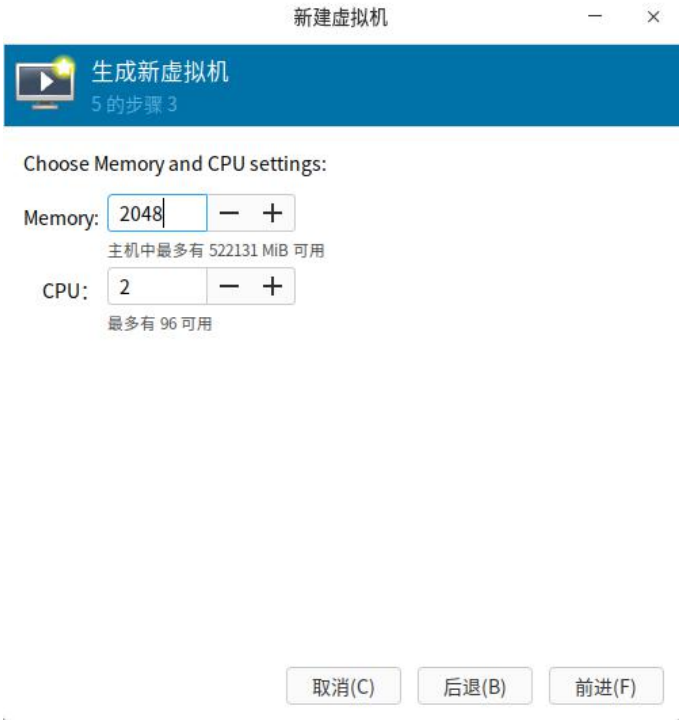 新建虚拟机
生成新虚拟机
5 的步骤 3
Choose Memory and CPU settings:
Memory: 2048
主机中最多有 522131 MiB 可用
CPU: 2
最多有 96 可用
取消(C) 后退(B) 前进(F)